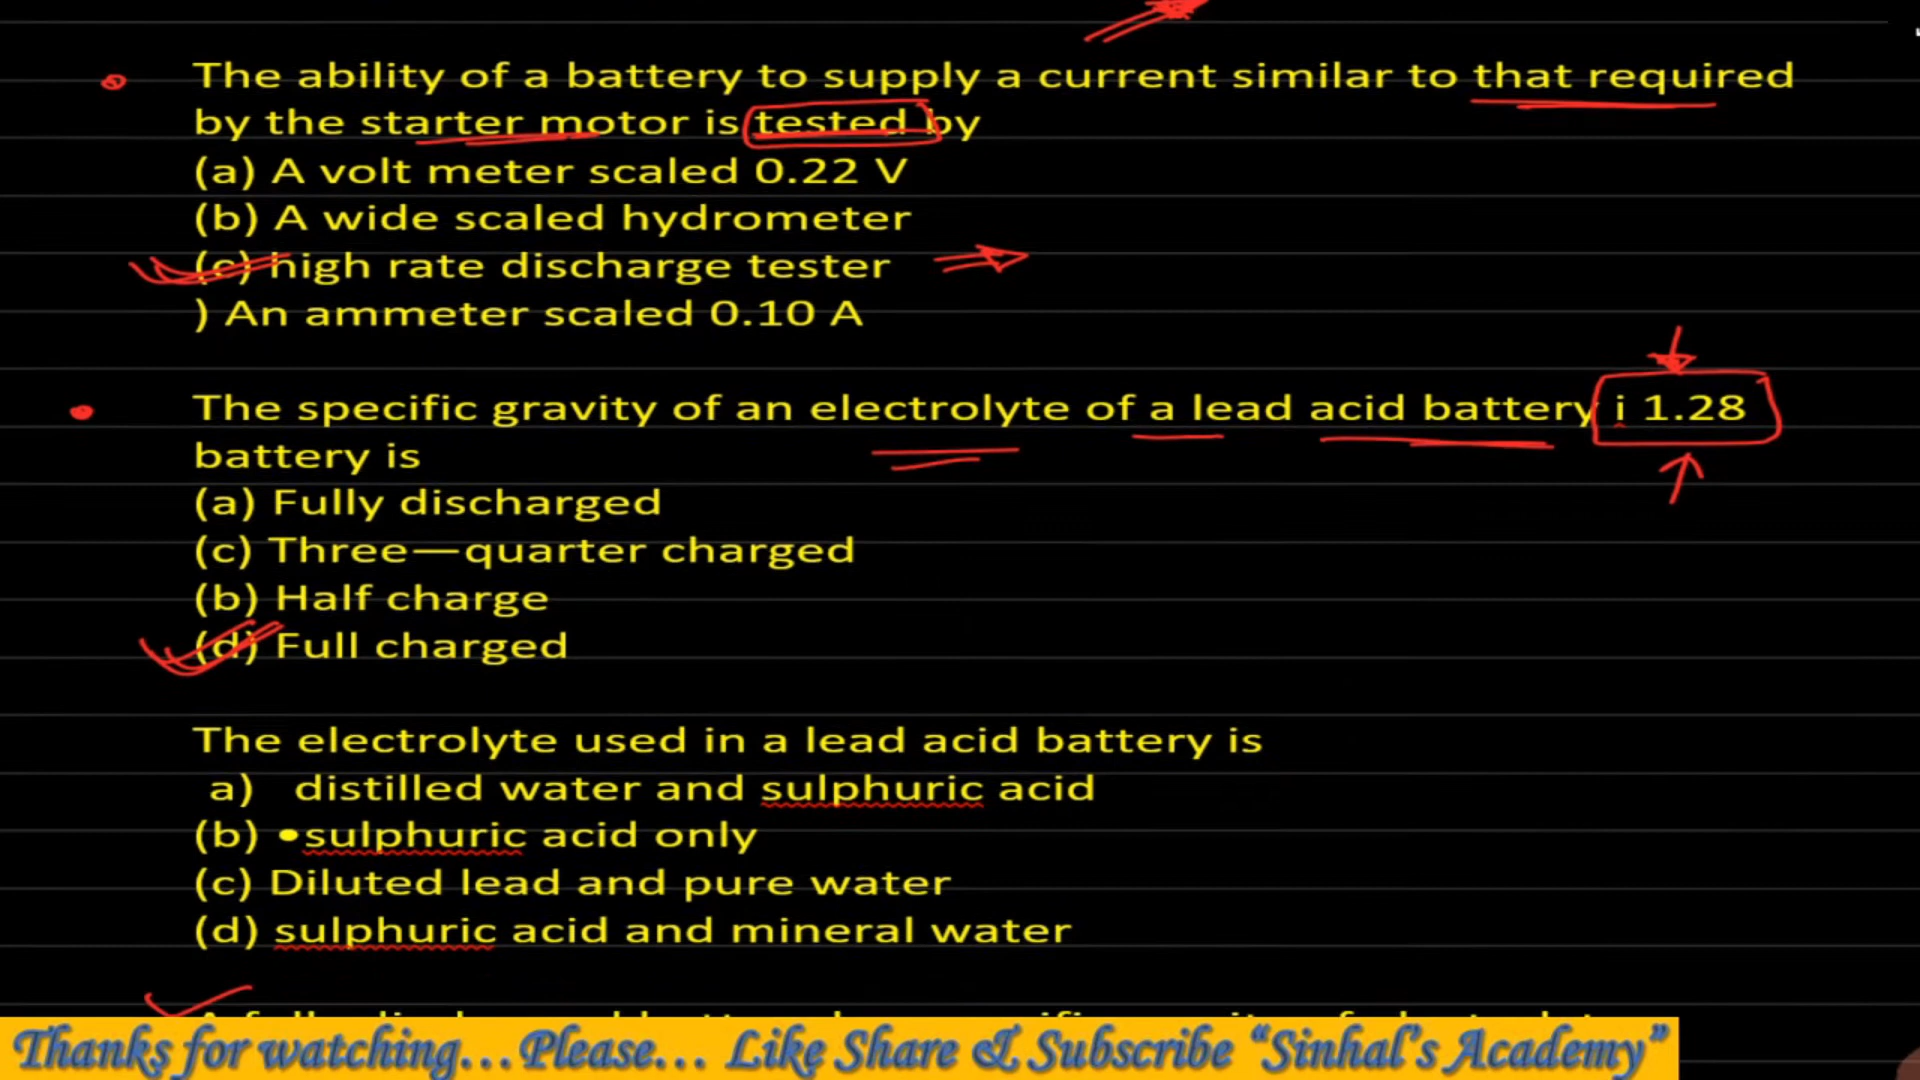 The ability of a battery to supply a current similar to that required
by the starter motor is tested by
(a) A volt meter scaled 0.22 V
(b) A wide scaled hydrometer
(c) high rate discharge tester
) An ammeter scaled 0.10 A
The specific gravity of an electrolyte of a lead acid battery i 1.28
battery is
(a) Fully discharged
(c) Three—quarter charged
(b) Half charge
(d) Full charged
The electrolyte used in a lead acid battery is
a) distilled water and sulphuric acid
(b) •sulphuric acid only
(c) Diluted lead and pure water
(d) sulphuric acid and mineral water
Thanks for watching... Please... Like Share & Subscribe “Sinhal’s Academy”